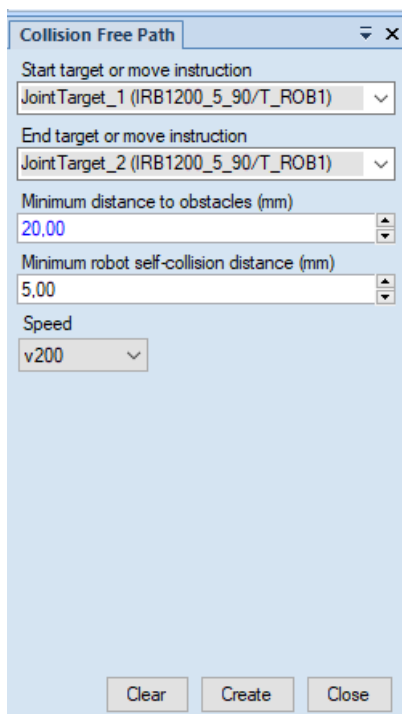 Collision Free Path
Start target or move instruction
JointTarget_1 (IRB1200_5_90/T_ROB1)
End target or move instruction
JointTarget_2 (IRB1200_5_90/T_ROB1)
Minimum distance to obstacles (mm)
20,00
Minimum robot self-collision distance (mm)
5,00
Speed
v200
Clear Create Close